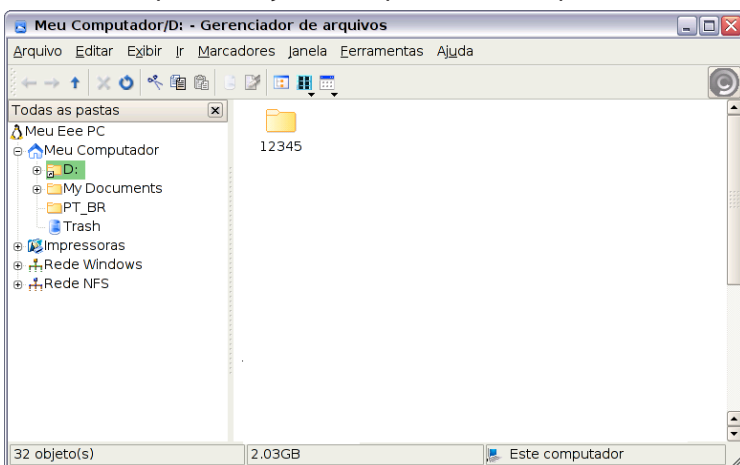 Meu Computador/D: - Gerenciador de arquivos
Arquivo Editar Exibir Ir Marcadores Janela Ferramentas Ajuda
Todas as pastas
Meu Eee PC
Meu Computador
D:
My Documents
PT_BR
Trash
Impressoras
Rede Windows
Rede NFS
12345
32 objeto(s) 2.03GB Este computador